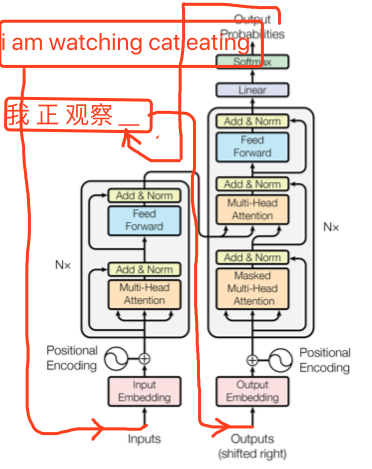 Output
Probabilities
i am watching cat eating
Softmax
Linear
我 正 观察 __
Add & Norm
Feed
Forward
Add & Norm
Multi-Head
Attention
Nx
Add & Norm
Masked
Multi-Head
Attention
Add & Norm
Feed
Forward
Nx
Add & Norm
Multi-Head
Attention
Positional
Encoding
Positional
Encoding
Input
Embedding
Output
Embedding
Inputs
Outputs
(shifted right)